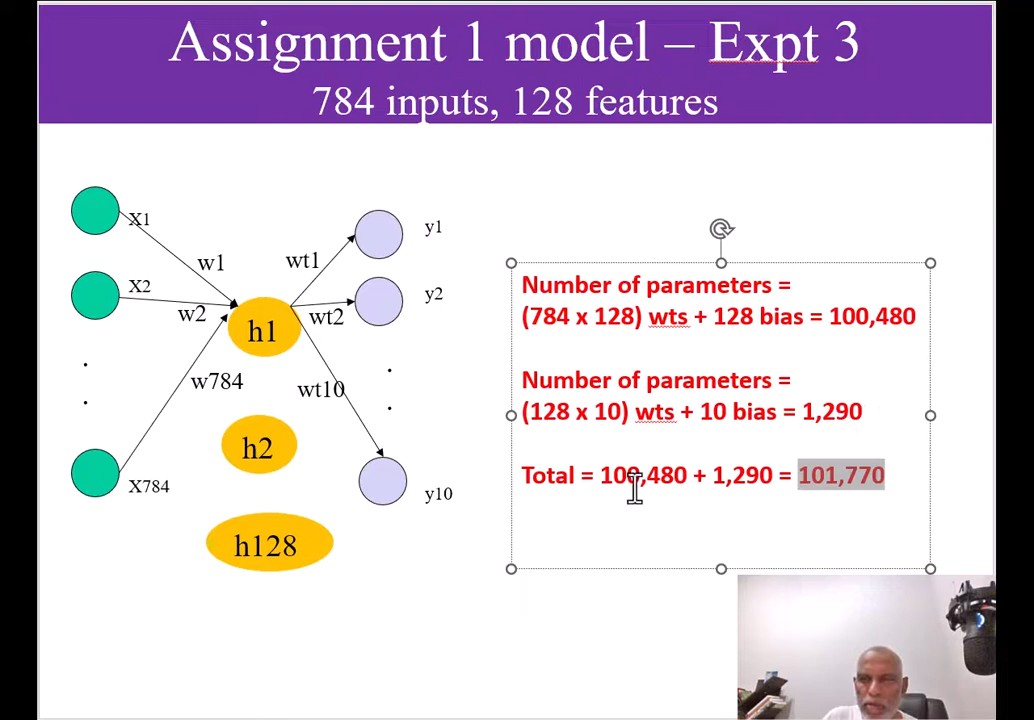 Assignment 1 model – Expt 3
784 inputs, 128 features
X1
w1
wt1
y1
X2
w2
wt2
y2
h1
w784
wt10
h2
X784
y10
h128
Number of parameters =
(784 x 128) wts + 128 bias = 100,480
Number of parameters =
(128 x 10) wts + 10 bias = 1,290
Total = 100,480 + 1,290 = 101,770